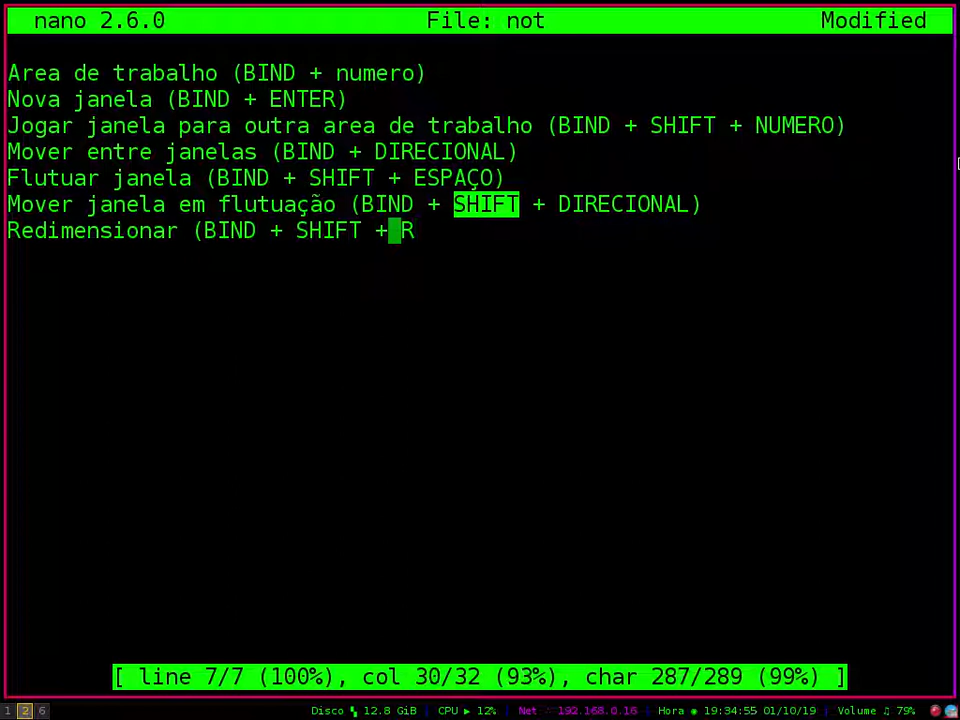 nano 2.6.0 File: not Modified
Area de trabalho (BIND + numero)
Nova janela (BIND + ENTER)
Jogar janela para outra area de trabalho (BIND + SHIFT + NUMERO)
Mover entre janelas (BIND + DIRECIONAL)
Flutuar janela (BIND + SHIFT + ESPAÇO)
Mover janela em flutuação (BIND + SHIFT + DIRECIONAL)
Redimensionar (BIND + SHIFT + R
[ line 7/7 (100%), col 30/32 (93%), char 287/289 (99%) ]
1 2 6 Disco 12.8 GiB CPU ▶ 12% Net 192.168.0.16 Hora ◉ 19:34:55 01/10/19 Volume ♫ 79%